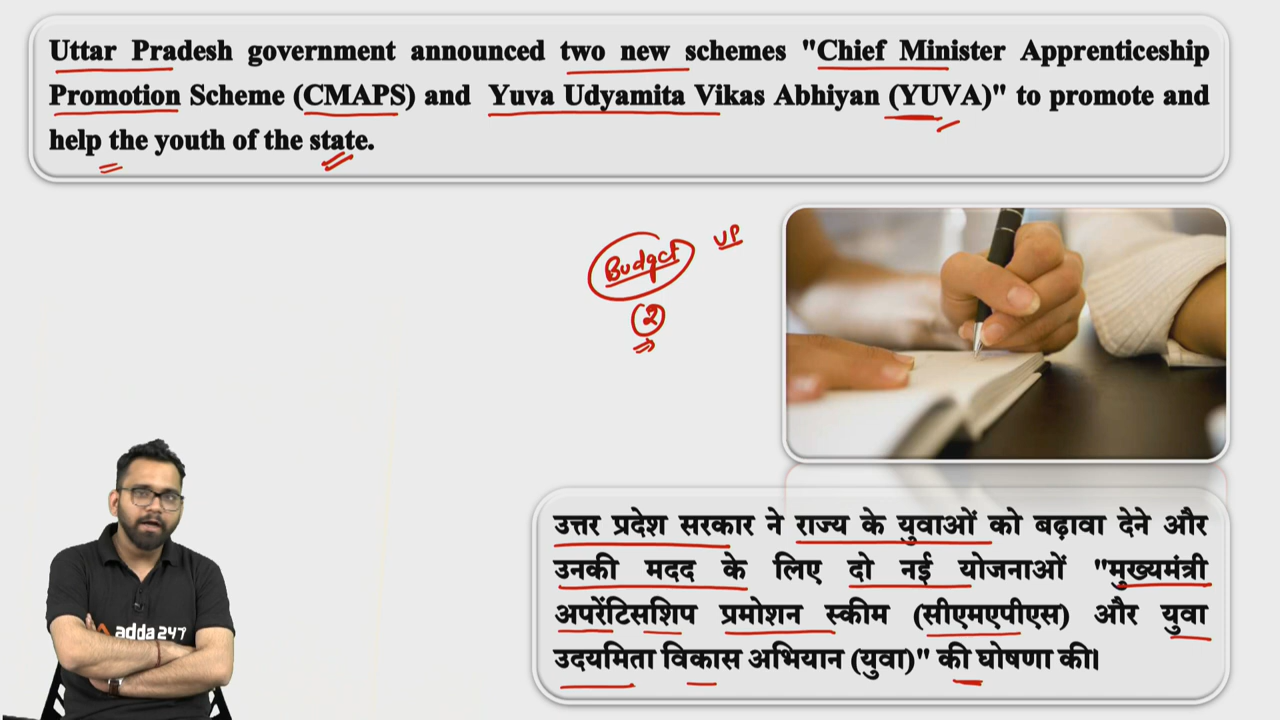 Uttar Pradesh government announced two new schemes "Chief Minister Apprenticeship
Promotion Scheme (CMAPS) and Yuva Udyamita Vikas Abhiyan (YUVA)" to promote and
help the youth of the state.
Budget UP
2
उत्तर प्रदेश सरकार ने राज्य के युवाओं को बढ़ावा देने और
उनकी मदद के लिए दो नई योजनाओं "मुख्यमंत्री
अपरेंटिसशिप प्रमोशन स्कीम (सीएमएपीएस) और युवा
उदयमिता विकास अभियान (युवा)" की घोषणा की।
adda247